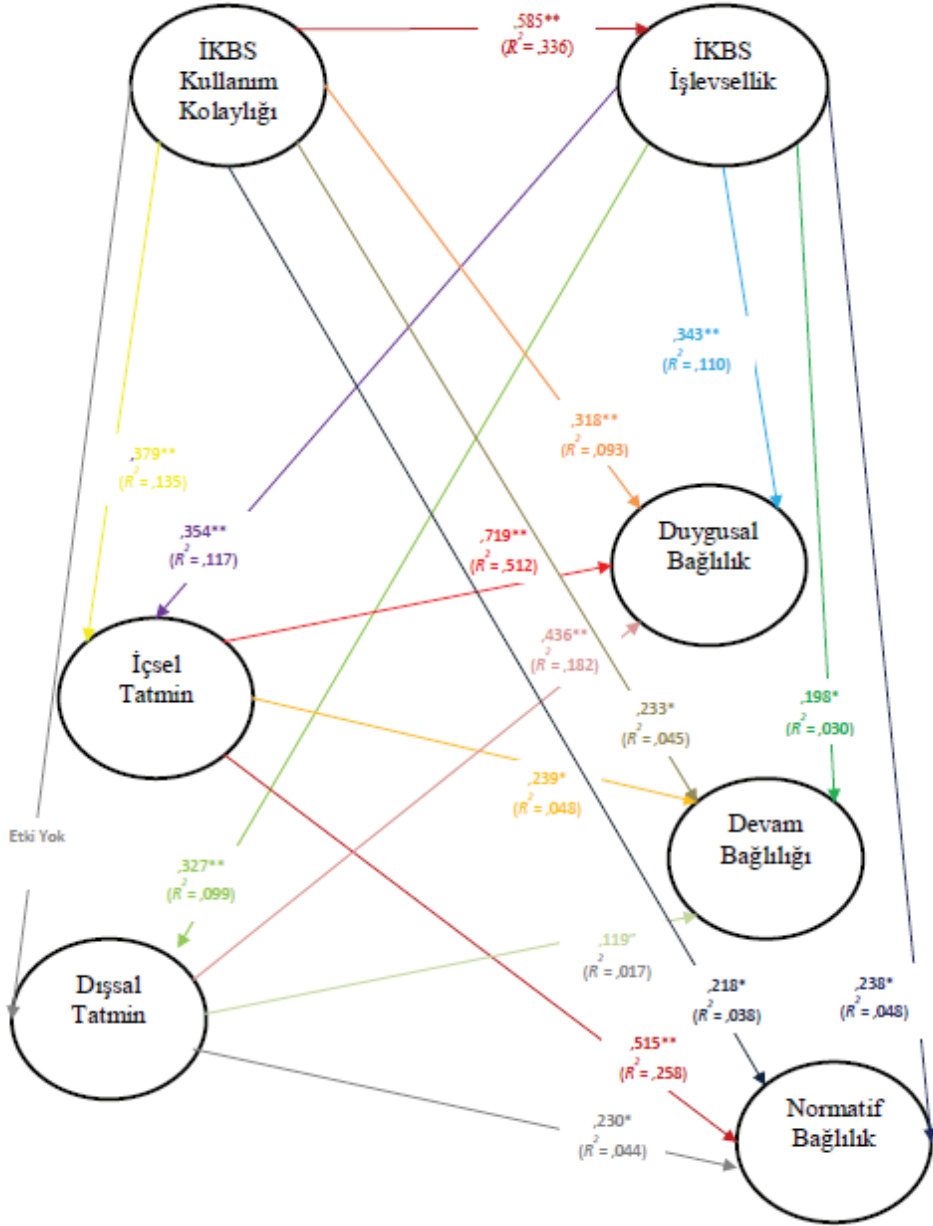 ,585**
(R² = ,336)
İKBS
Kullanım
Kolaylığı
İKBS
İşlevsellik
,343**
(R² = ,110)
,318**
(R² = ,093)
,379**
(R² = ,135)
,354**
(R² = ,117)
,719**
(R² = ,512)
Duygusal
Bağlılık
,436**
(R² = ,182)
İçsel
Tatmin
,198*
(R² = ,030)
,233*
(R² = ,045)
,239*
(R² = ,048)
Etki Yok
Devam
Bağlılığı
,327**
(R² = ,099)
,119"
(R² = ,017)
Dışsal
Tatmin
,218*
(R² = ,038)
,238*
(R² = ,048)
,515**
(R² = ,258)
,230*
(R² = ,044)
Normatif
Bağlılık